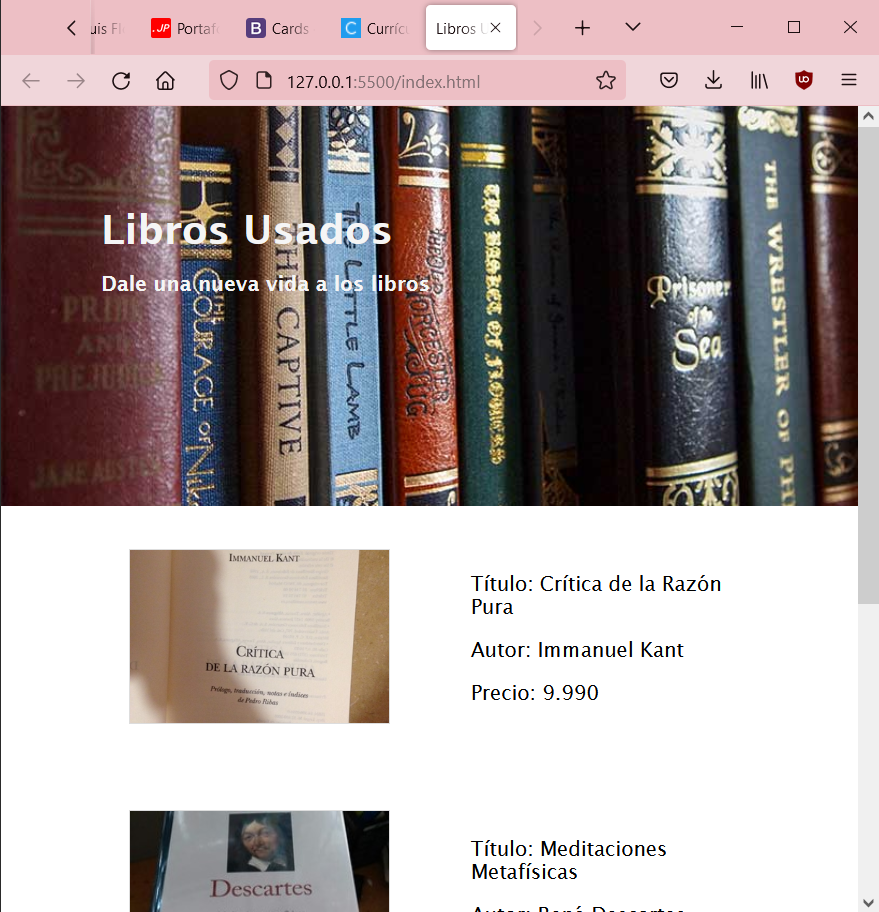 uis Fl
.JP Portaf
B Cards
C Currícu
Libros U
127.0.0.1:5500/index.html
Libros Usados
Dale una nueva vida a los libros
PRIDE
AND
PREJUDICE
JANE AUSTEN
THE COURAGE OF
THE CAPTIVE
THE LITTLE LAMB
WORCESTER
JUG
THE BASKET OF FLOWERS
Prisoner
of the
Sea
THE WRESTLER OF PHI
IMMANUEL KANT
CRÍTICA
DE LA RAZÓN PURA
Prólogo, traducción, notas e índices
de Pedro Ribas
Título: Crítica de la Razón
Pura
Autor: Immanuel Kant
Precio: 9.990
Descartes
Título: Meditaciones
Metafísicas
Autor: René Descartes